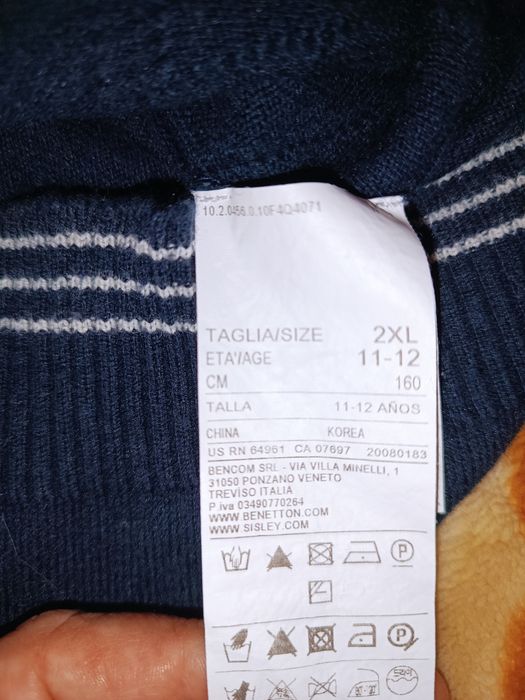 10.2.0456.0.10F4Q4071
TAGLIA/SIZE 2XL
ETA'/AGE 11-12
CM 160
TALLA 11-12 AÑOS
CHINA KOREA
US RN 64961 CA 07697 20080183
BENCOM SRL - VIA VILLA MINELLI, 1
31050 PONZANO VENETO
TREVISO ITALIA
P.iva 03490770264
WWW.BENETTON.COM
WWW.SISLEY.COM
P
P